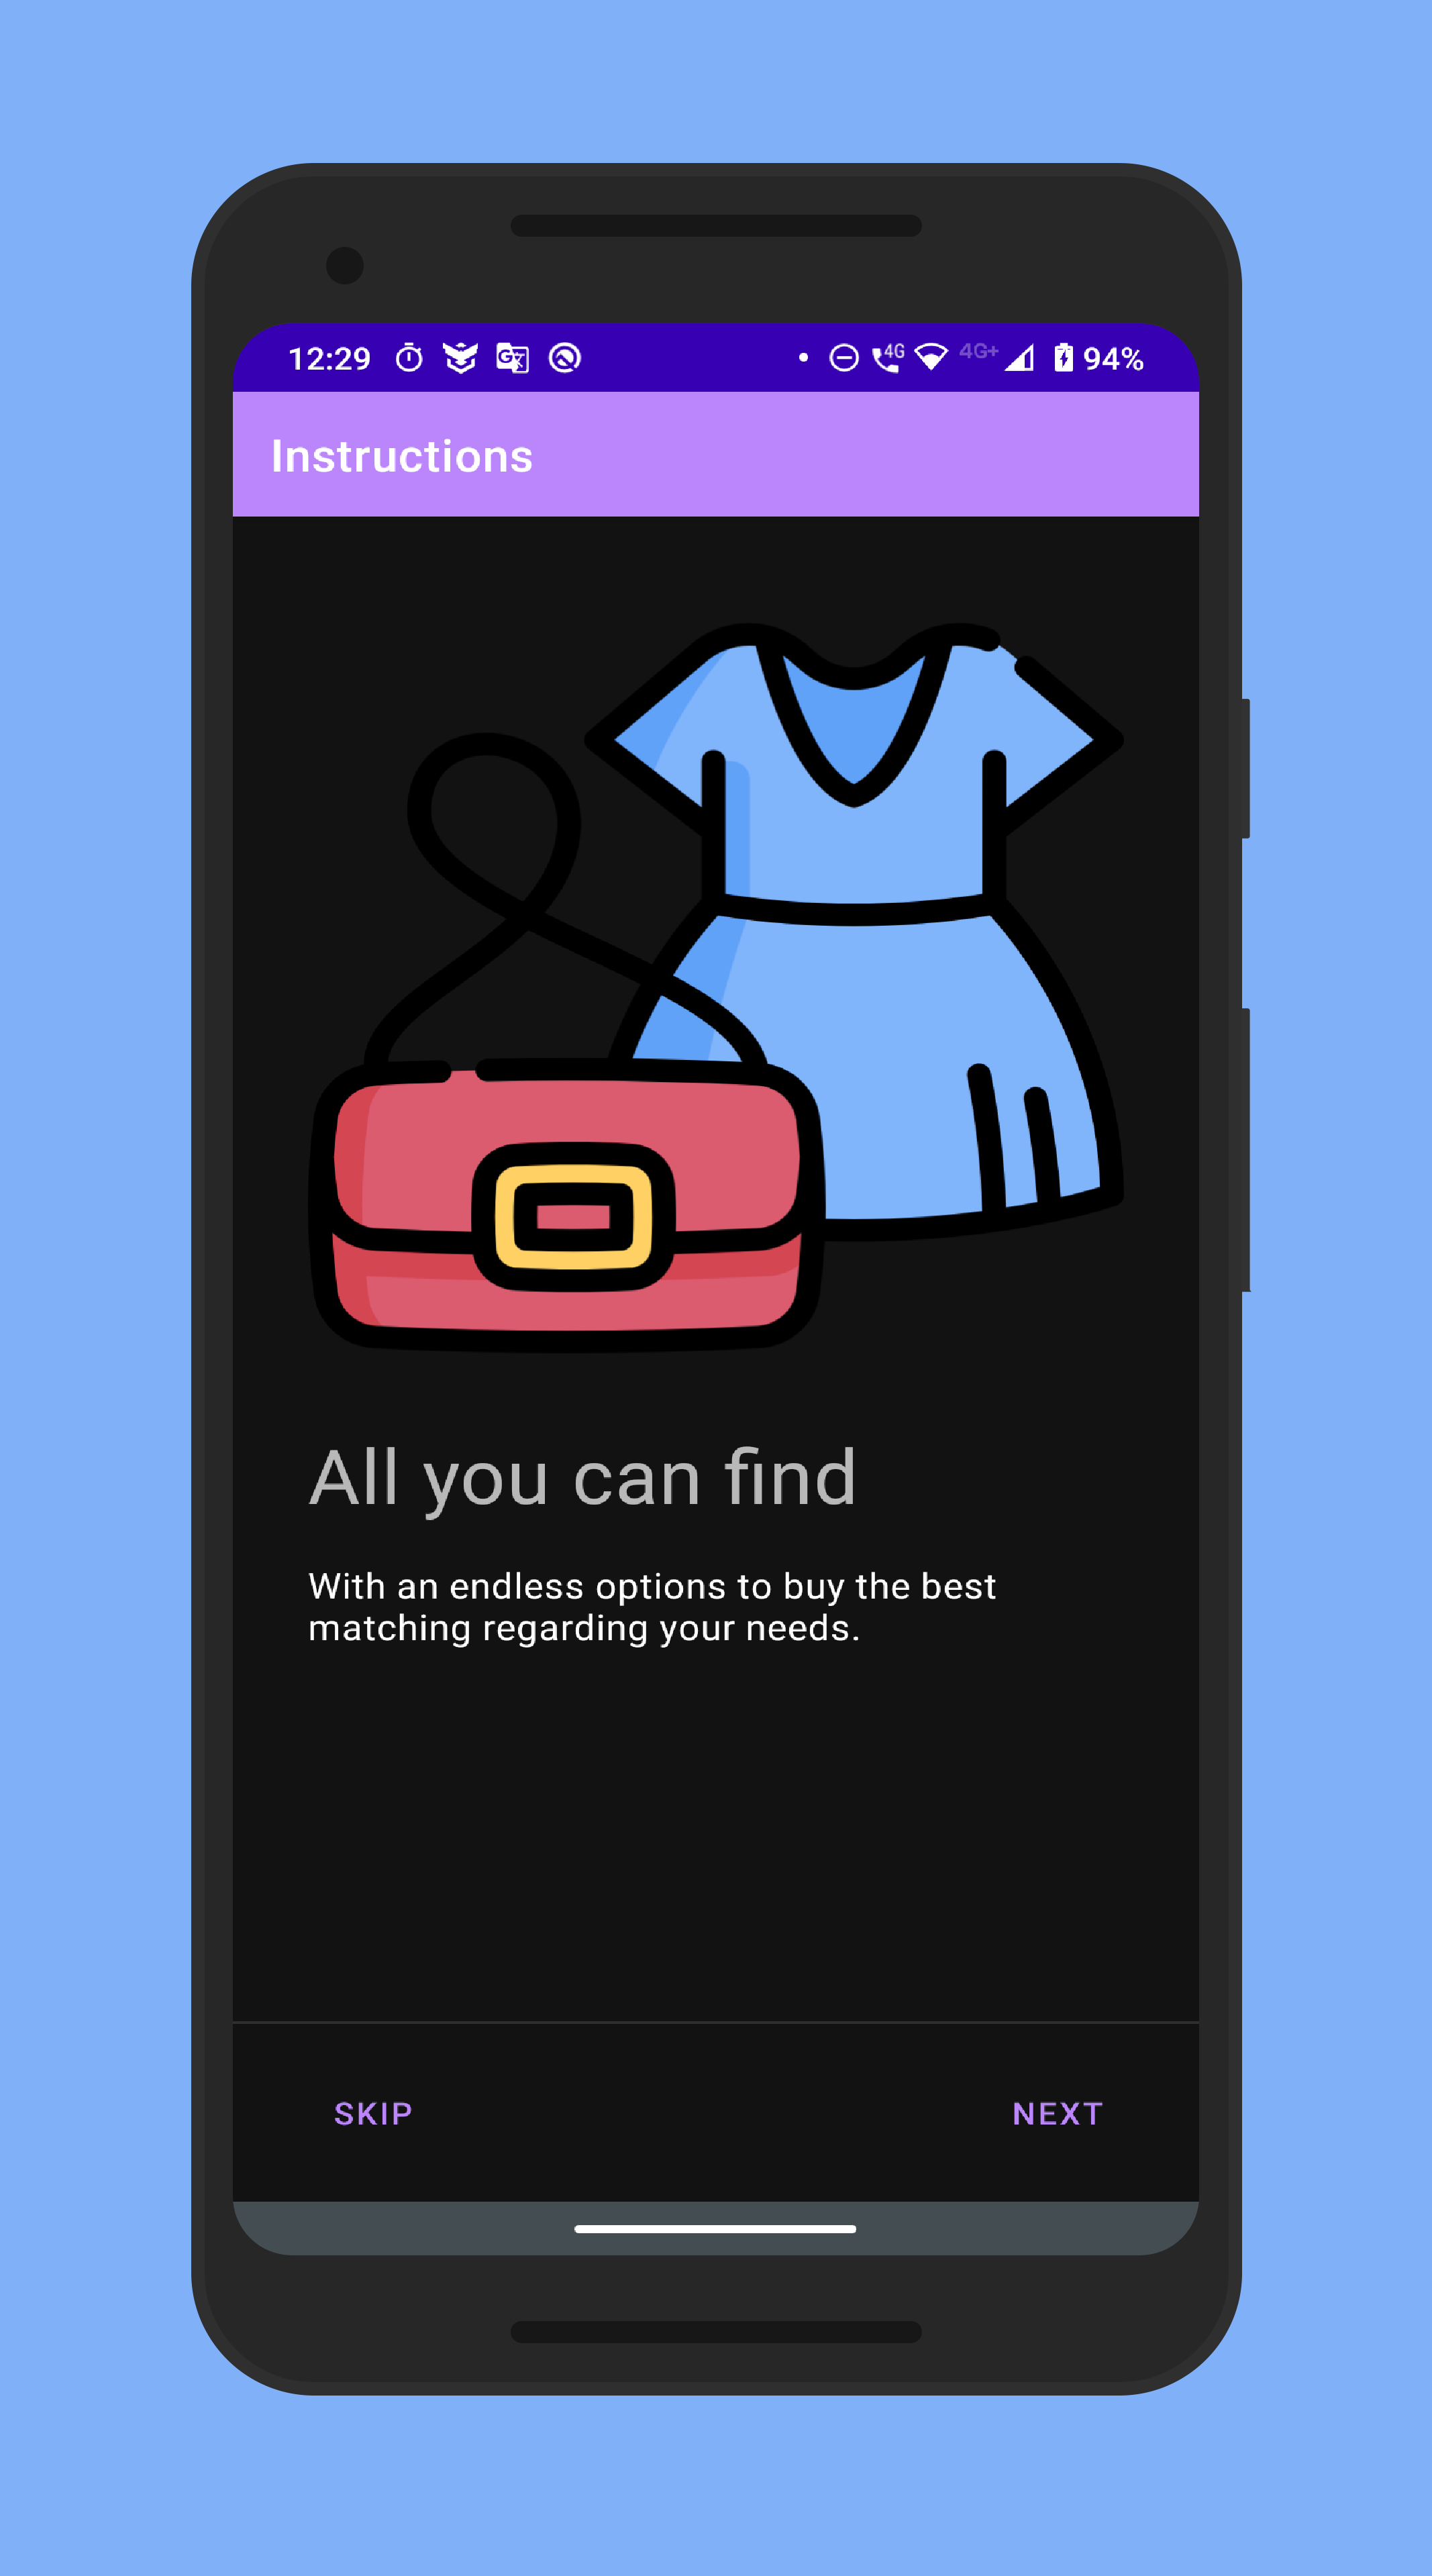 12:29 4G 4G+ 94%
Instructions
All you can find
With an endless options to buy the best
matching regarding your needs.
SKIP NEXT